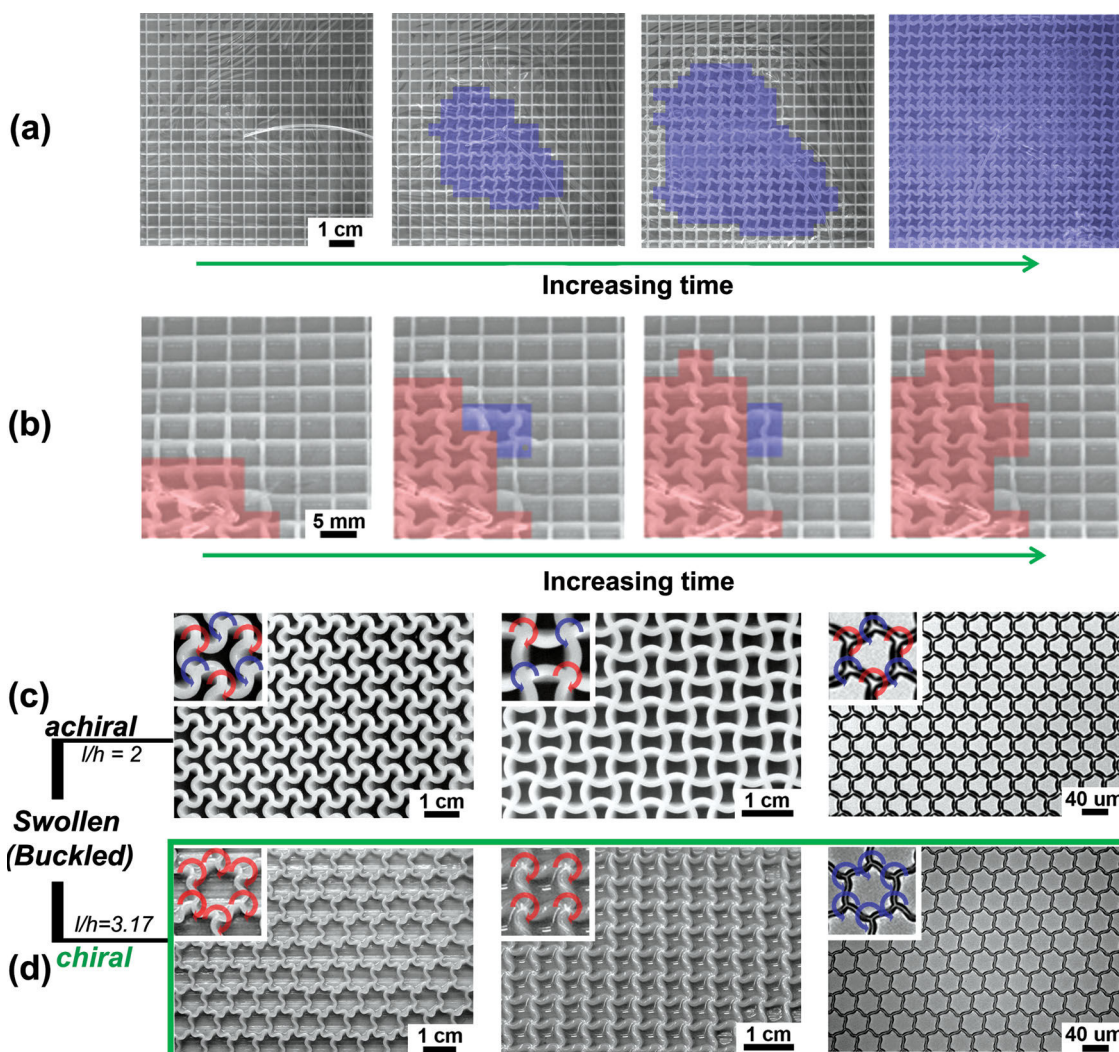 (a)
1 cm
Increasing time
(b)
5 mm
Increasing time
(c)
achiral
l/h = 2
1 cm
1 cm
40 um
Swollen
(Buckled)
l/h=3.17
chiral
(d)
1 cm
1 cm
40 um